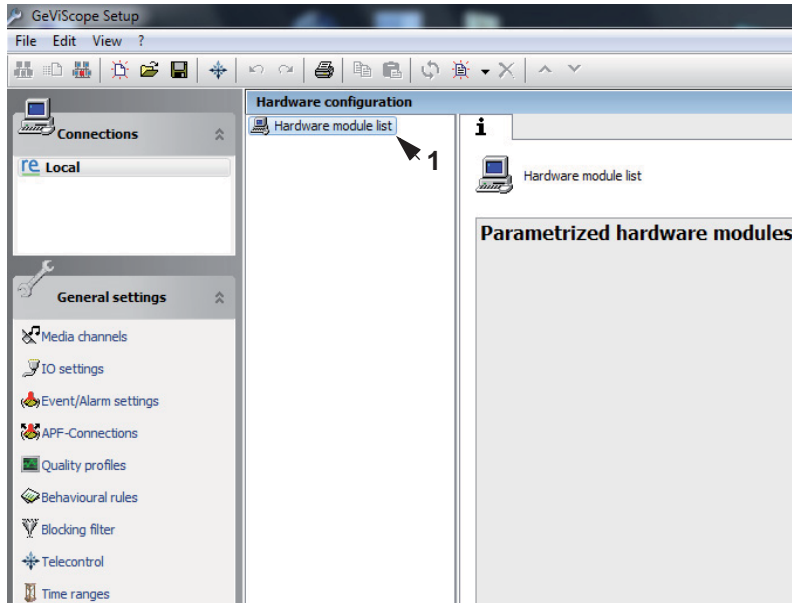 GeViScope Setup
File Edit View ?
Hardware configuration
Connections
Hardware module list
1
i
re Local
Hardware module list
Parametrized hardware modules
General settings
Media channels
IO settings
Event/Alarm settings
APF-Connections
Quality profiles
Behavioural rules
Blocking filter
Telecontrol
Time ranges